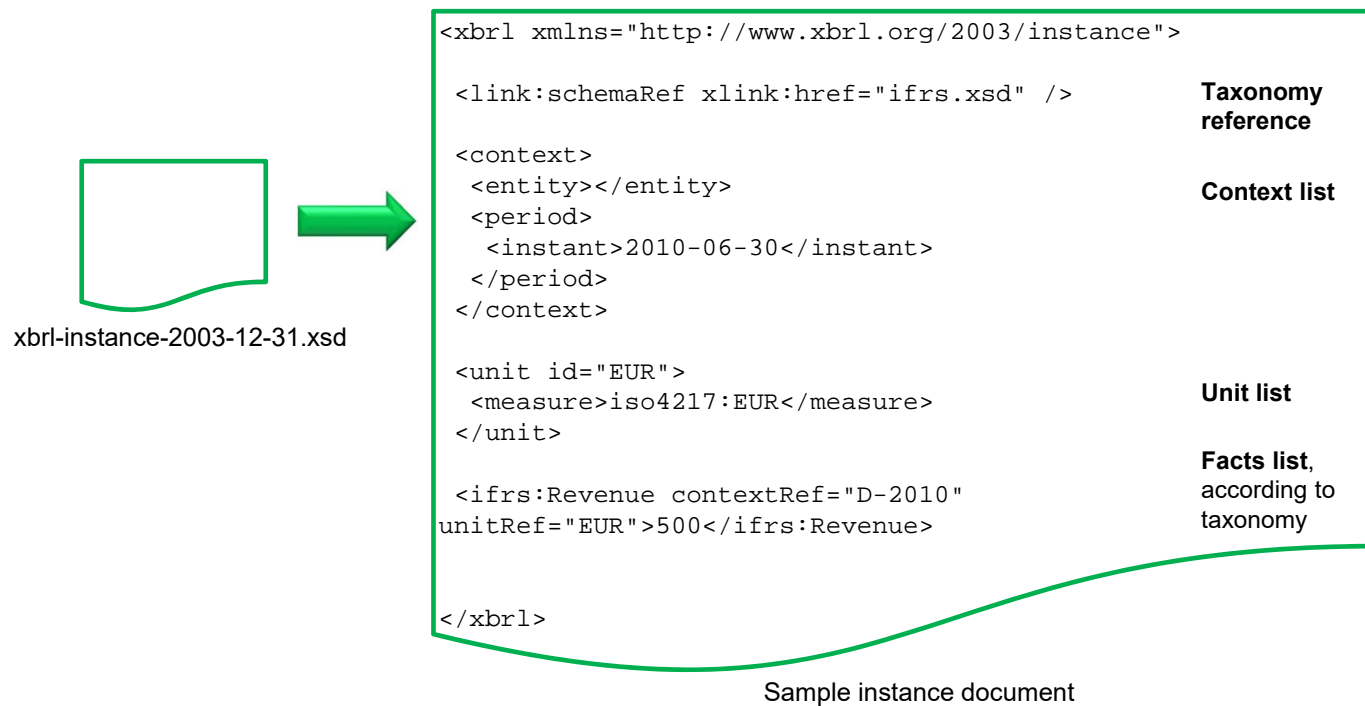 <xbrl xmlns="http://www.xbrl.org/2003/instance">
<link:schemaRef xlink:href="ifrs.xsd" />
Taxonomy
reference
<context>
<entity></entity>
Context list
<period>
<instant>2010-06-30</instant>
</period>
</context>
xbrl-instance-2003-12-31.xsd
<unit id="EUR">
<measure>iso4217:EUR</measure>
Unit list
</unit>
Facts list,
according to
taxonomy
<ifrs:Revenue contextRef="D-2010"
unitRef="EUR">500</ifrs:Revenue>
</xbrl>
Sample instance document